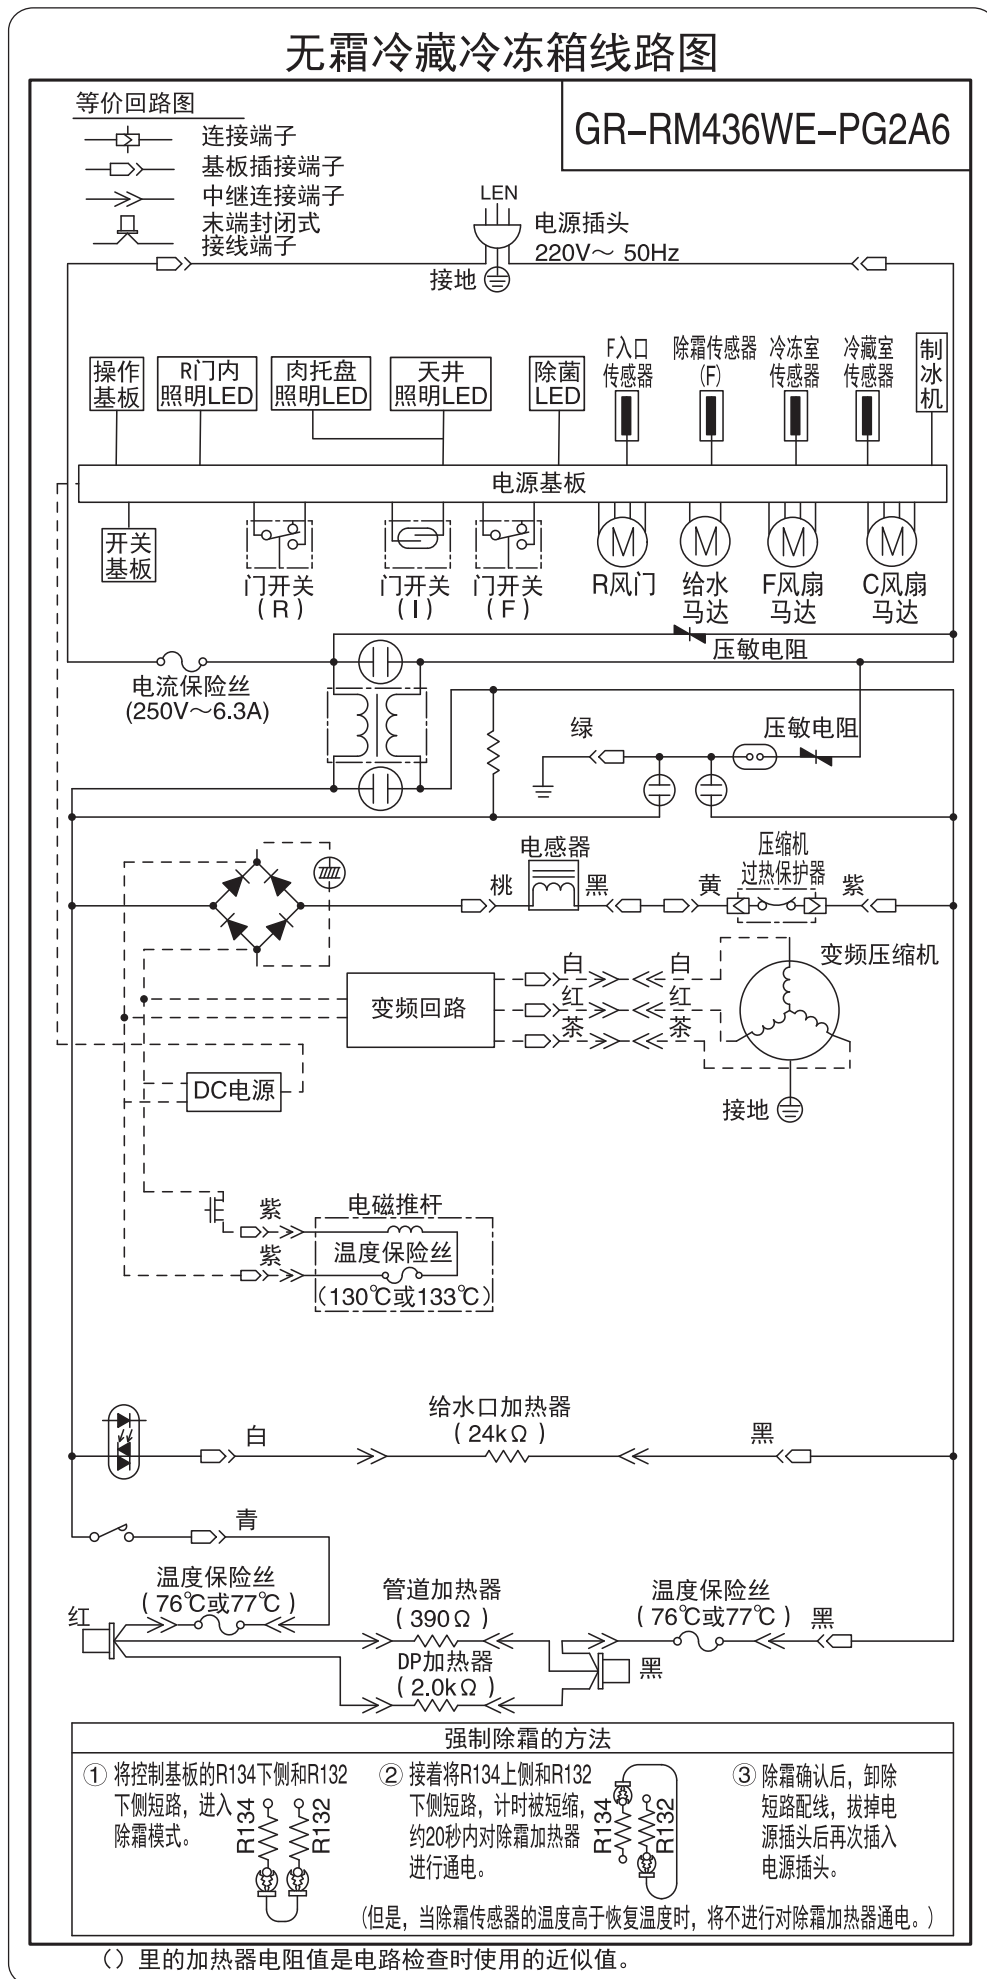 无霜冷藏冷冻箱线路图
等价回路图
GR–RM436WE–PG2A6
连接端子
基板插接端子
中继连接端子
末端封闭式
接线端子
LEN
电源插头
220V～ 50Hz
接地
操作
基板
R门内
照明LED
肉托盘
照明LED
天井
照明LED
除菌
LED
F入口
传感器
除霜传感器
(F)
冷冻室
传感器
冷藏室
传感器
制
冰
机
电源基板
开关
基板
门开关
( R )
门开关
( I )
门开关
( F )
M
R风门
M
给水
马达
M
F风扇
马达
M
C风扇
马达
压敏电阻
电流保险丝
(250V～6.3A)
绿
压敏电阻
电感器
压缩机
过热保护器
桃
黑
黄
紫
变频回路
白
红
茶
白
红
茶
变频压缩机
DC电源
接地
紫
紫
电磁推杆
温度保险丝
(130℃或133℃)
给水口加热器
( 24kΩ )
白
黑
青
温度保险丝
( 76℃或77℃ )
红
管道加热器
( 390Ω )
温度保险丝
( 76℃或77℃ )
黑
黑
DP加热器
( 2.0kΩ )
强制除霜的方法
① 将控制基板的R134下侧和R132
下侧短路，进入
除霜模式。
R134
R132
② 接着将R134上侧和R132
下侧短路，计时被短缩，
约20秒内对除霜加热器
进行通电。
R134
R132
③ 除霜确认后，卸除
短路配线，拔掉电
源插头后再次插入
电源插头。
(但是，当除霜传感器的温度高于恢复温度时，将不进行对除霜加热器通电。)
（）里的加热器电阻值是电路检查时使用的近似值。